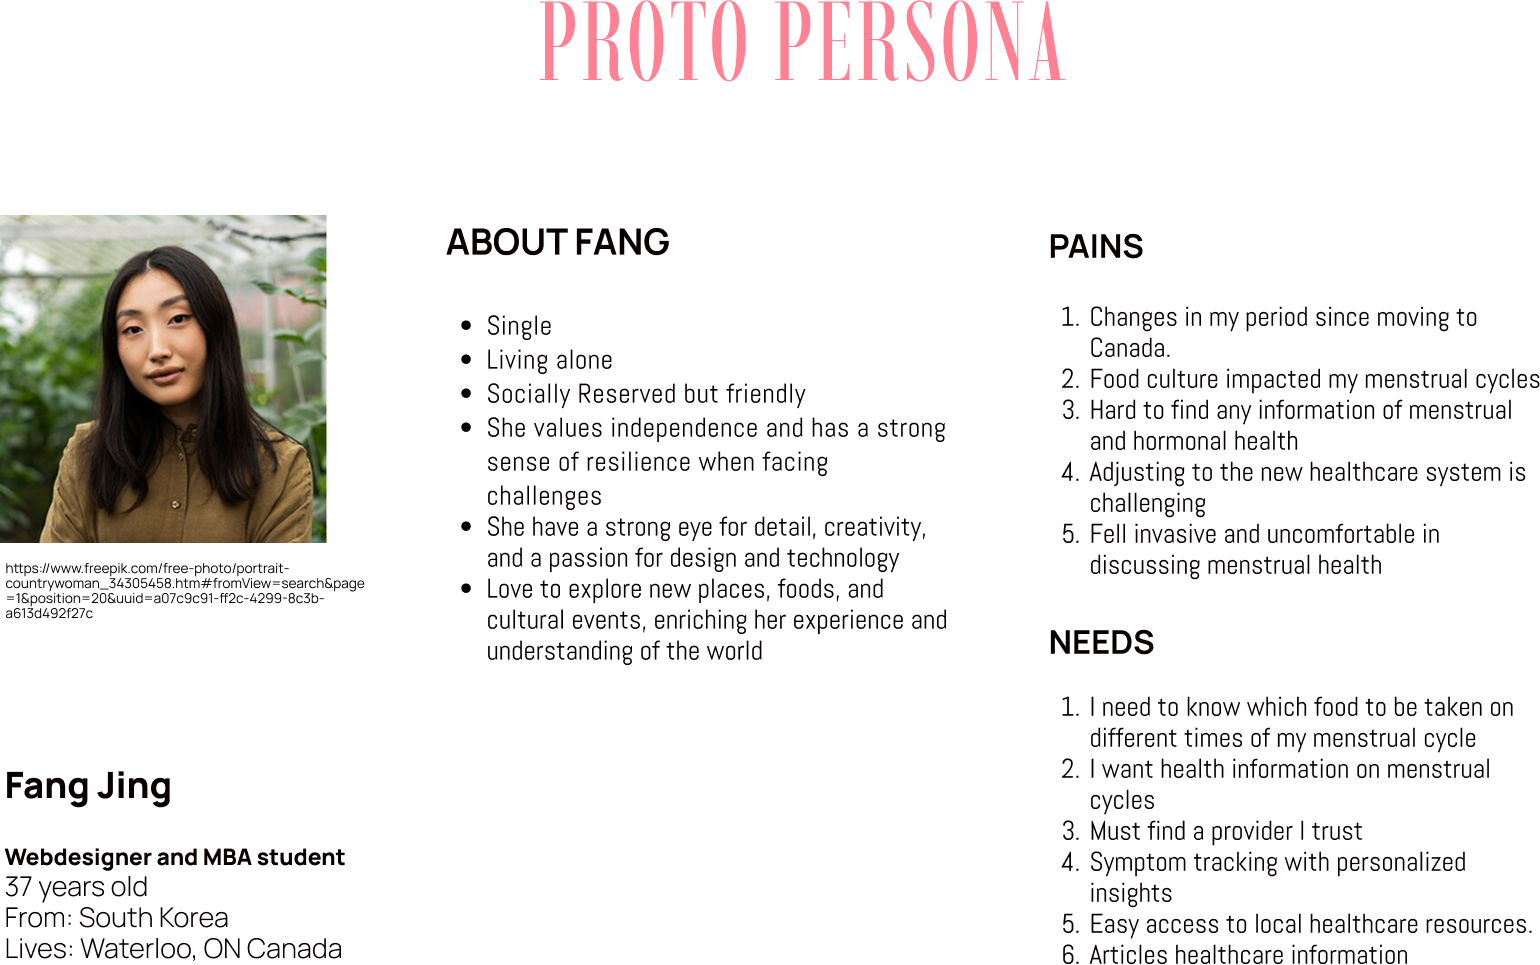 PROTO PERSONA
https://www.freepik.com/free-photo/portrait-
countrywoman_34305458.htm#fromView=search&page
=1&position=20&uuid=a07c9c91-ff2c-4299-8c3b-
a613d492f27c
Fang Jing
Webdesigner and MBA student
37 years old
From: South Korea
Lives: Waterloo, ON Canada
ABOUT FANG
• Single
• Living alone
• Socially Reserved but friendly
• She values independence and has a strong
sense of resilience when facing
challenges
• She have a strong eye for detail, creativity,
and a passion for design and technology
• Love to explore new places, foods, and
cultural events, enriching her experience and
understanding of the world
PAINS
1. Changes in my period since moving to
Canada.
2. Food culture impacted my menstrual cycles
3. Hard to find any information of menstrual
and hormonal health
4. Adjusting to the new healthcare system is
challenging
5. Fell invasive and uncomfortable in
discussing menstrual health
NEEDS
1. I need to know which food to be taken on
different times of my menstrual cycle
2. I want health information on menstrual
cycles
3. Must find a provider I trust
4. Symptom tracking with personalized
insights
5. Easy access to local healthcare resources.
6. Articles healthcare information